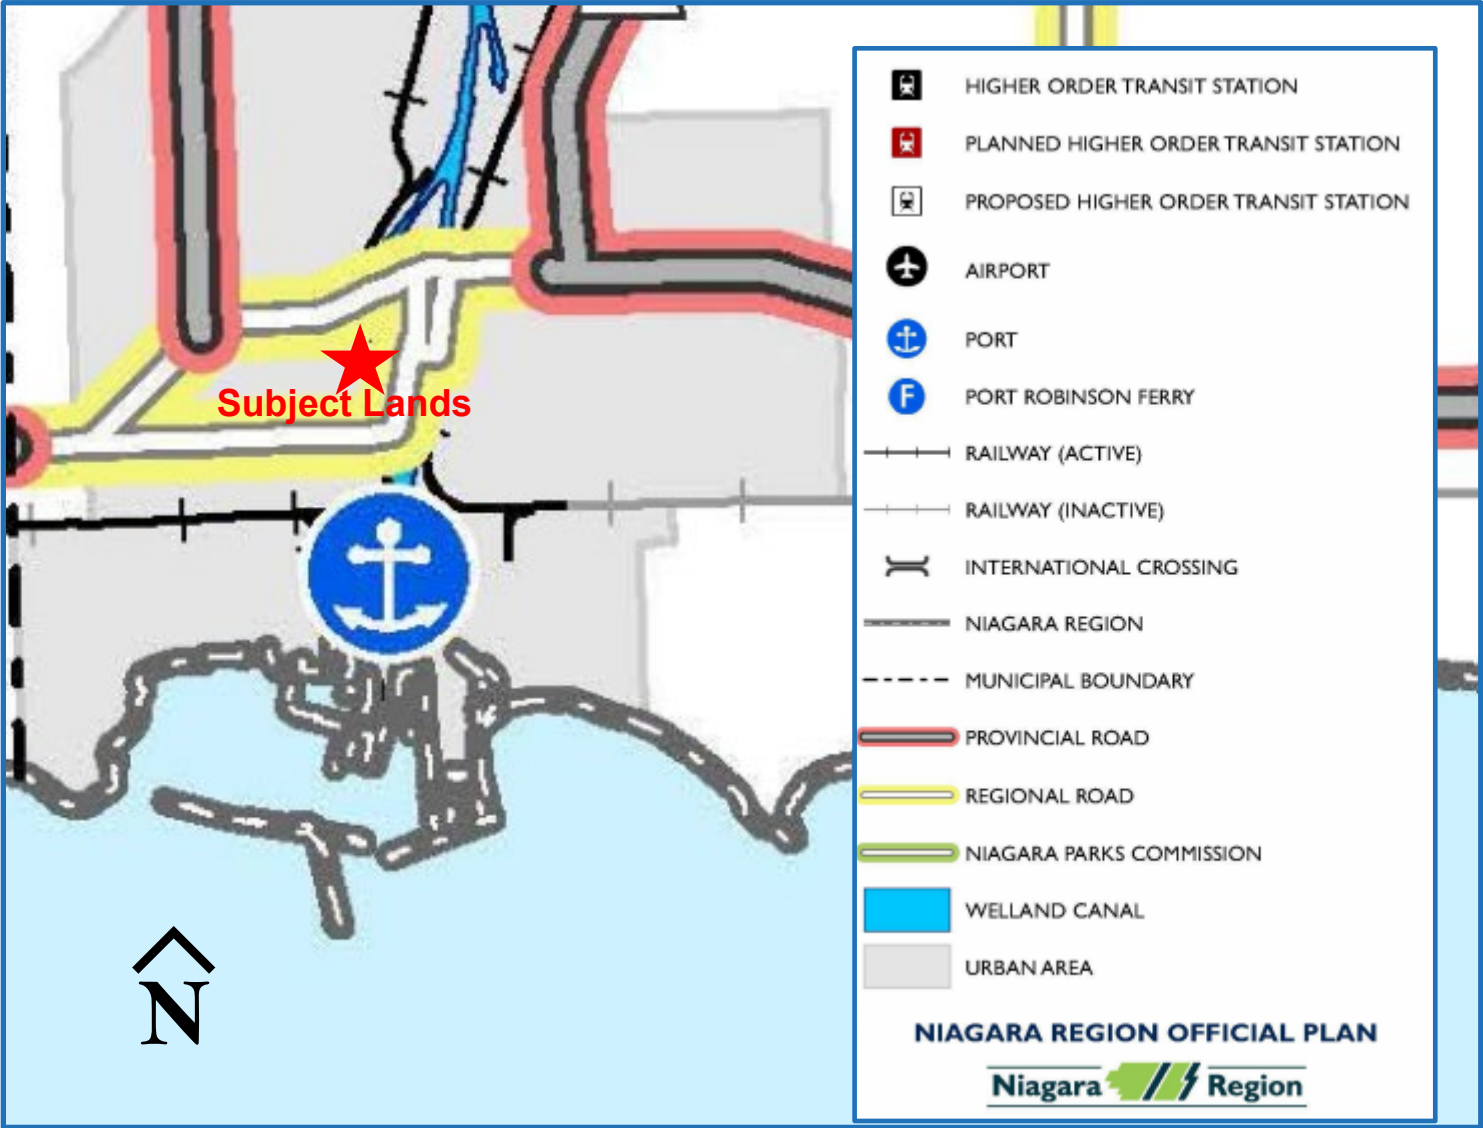 Subject Lands
N
HIGHER ORDER TRANSIT STATION
PLANNED HIGHER ORDER TRANSIT STATION
PROPOSED HIGHER ORDER TRANSIT STATION
AIRPORT
PORT
F PORT ROBINSON FERRY
RAILWAY (ACTIVE)
RAILWAY (INACTIVE)
INTERNATIONAL CROSSING
NIAGARA REGION
MUNICIPAL BOUNDARY
PROVINCIAL ROAD
REGIONAL ROAD
NIAGARA PARKS COMMISSION
WELLAND CANAL
URBAN AREA
NIAGARA REGION OFFICIAL PLAN
Niagara Region